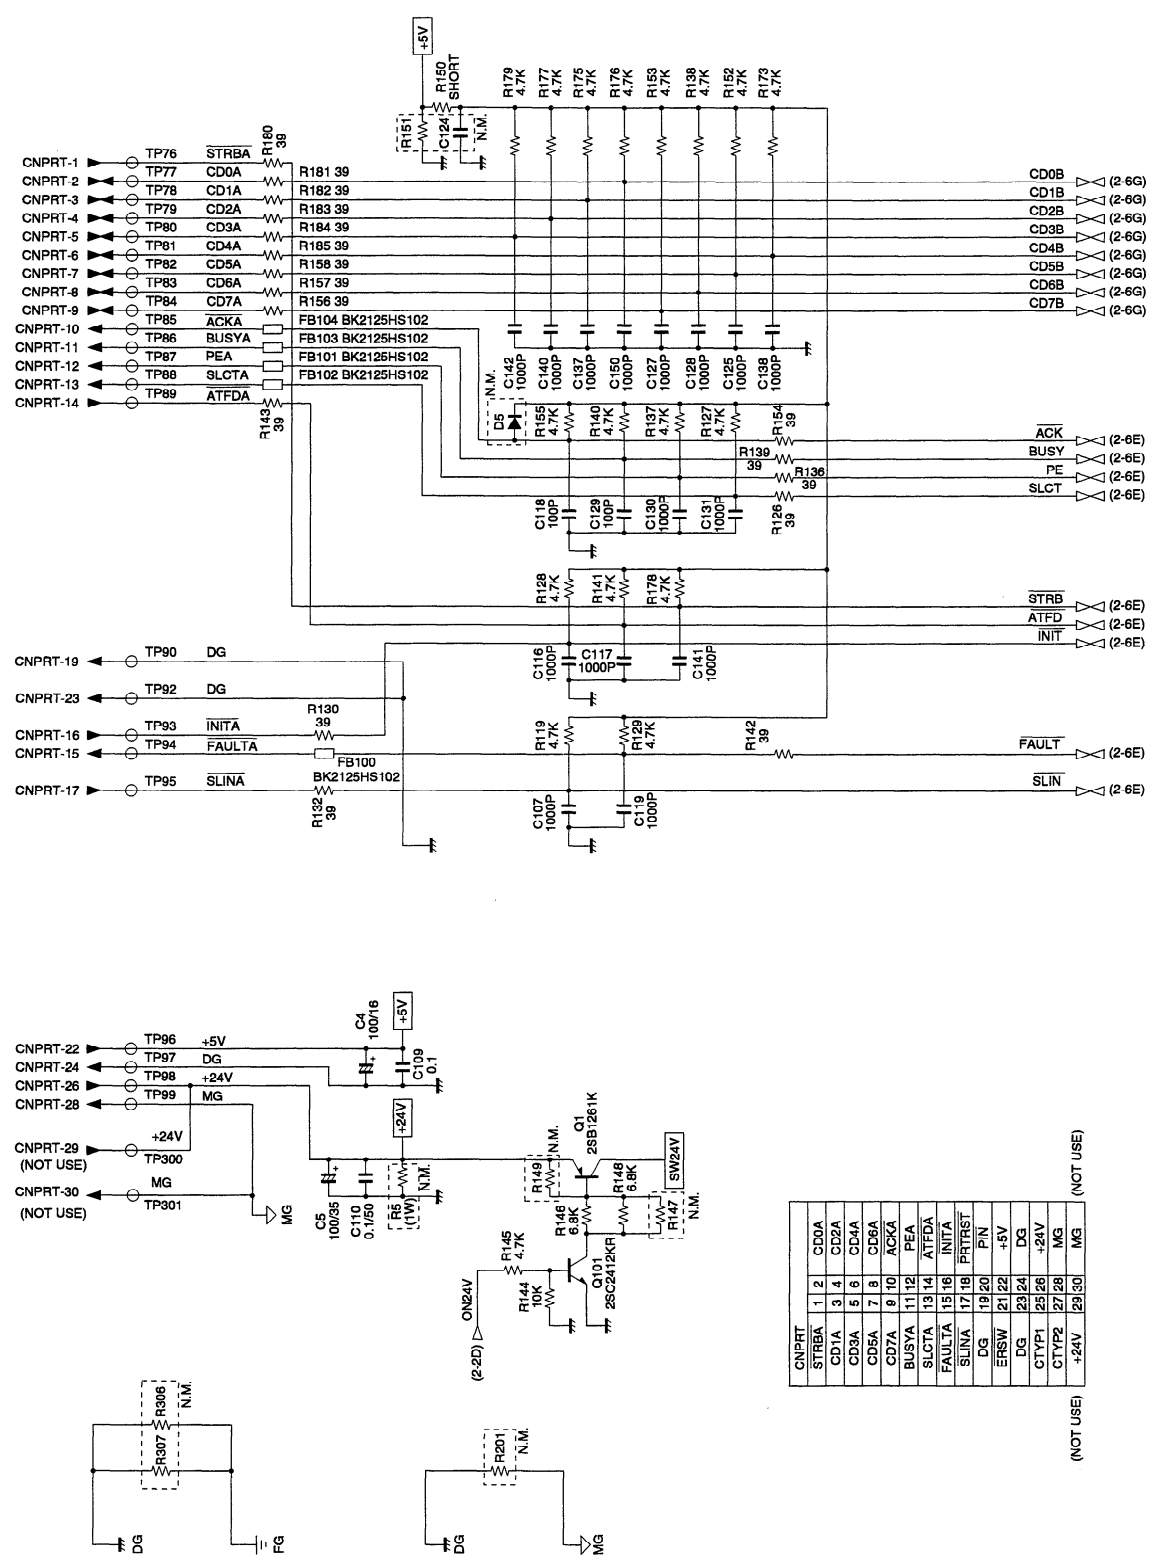 +5V
R150
SHORT
R151
C124
N.M.
R179
4.7K
R177
4.7K
R175
4.7K
R176
4.7K
R153
4.7K
R138
4.7K
R152
4.7K
R173
4.7K
R180
39
CNPRT-1 TP76 STRBA
CNPRT-2 TP77 CD0A R181 39 CD0B (2-6G)
CNPRT-3 TP78 CD1A R182 39 CD1B (2-6G)
CNPRT-4 TP79 CD2A R183 39 CD2B (2-6G)
CNPRT-5 TP80 CD3A R184 39 CD3B (2-6G)
CNPRT-6 TP81 CD4A R185 39 CD4B (2-6G)
CNPRT-7 TP82 CD5A R158 39 CD5B (2-6G)
CNPRT-8 TP83 CD6A R157 39 CD6B (2-6G)
CNPRT-9 TP84 CD7A R156 39 CD7B (2-6G)
CNPRT-10 TP85 ACKA FB104 BK2125HS102
CNPRT-11 TP86 BUSYA FB103 BK2125HS102
CNPRT-12 TP87 PEA FB101 BK2125HS102
CNPRT-13 TP88 SLCTA FB102 BK2125HS102
CNPRT-14 TP89 ATFDA
R143
39
C142
1000P
C140
1000P
C137
1000P
C150
1000P
C127
1000P
C128
1000P
C125
1000P
C138
1000P
N.M.
D5
R155
4.7K
R140
4.7K
R137
4.7K
R127
4.7K
R154
39
ACK (2-6E)
R139
39
BUSY (2-6E)
R136
39
PE (2-6E)
SLCT (2-6E)
R126
39
C118
100P
C129
100P
C130
1000P
C131
1000P
R128
4.7K
R141
4.7K
R178
4.7K
STRB (2-6E)
ATFD (2-6E)
INIT (2-6E)
C116
1000P
C117
1000P
C141
1000P
CNPRT-19 TP90 DG
CNPRT-23 TP92 DG
R130
39
CNPRT-16 TP93 INITA
CNPRT-15 TP94 FAULTA
FB100
BK2125HS102
CNPRT-17 TP95 SLINA
R132
39
R119
4.7K
R129
4.7K
R142
39
FAULT (2-6E)
SLIN (2-6E)
C107
1000P
C119
1000P
CNPRT-22 TP96 +5V
CNPRT-24 TP97 DG
CNPRT-26 TP98 +24V
CNPRT-28 TP99 MG
CNPRT-29 +24V
(NOT USE) TP300
CNPRT-30 MG
(NOT USE) TP301
MG
C4
100/16
+5V
C109
0.1
+24V
C5
100/35
C110
0.1/50
R5
(1W)
N.M.
Q1
2SB1261K
N.M.
R149
SW24V
R148
6.8K
R146
6.8K
R147
N.M.
Q101
2SC2412KR
R145
4.7K
R144
10K
ON24V
(2-2D)
CNPRT
STRBA 1 2 CD0A
CD1A 3 4 CD2A
CD3A 5 6 CD4A
CD5A 7 8 CD6A
CD7A 9 10 ACKA
BUSYA 11 12 PEA
SLCTA 13 14 ATFDA
FAULTA 15 16 INITA
SLINA 17 18 PRTRST
DG 19 20 PIN
ERSW 21 22 +5V
DG 23 24 DG
CTYP1 25 26 +24V
CTYP2 27 28 MG
(NOT USE) +24V 29 30 MG (NOT USE)
R306
R307
N.M.
DG
FG
R201
N.M.
DG
MG